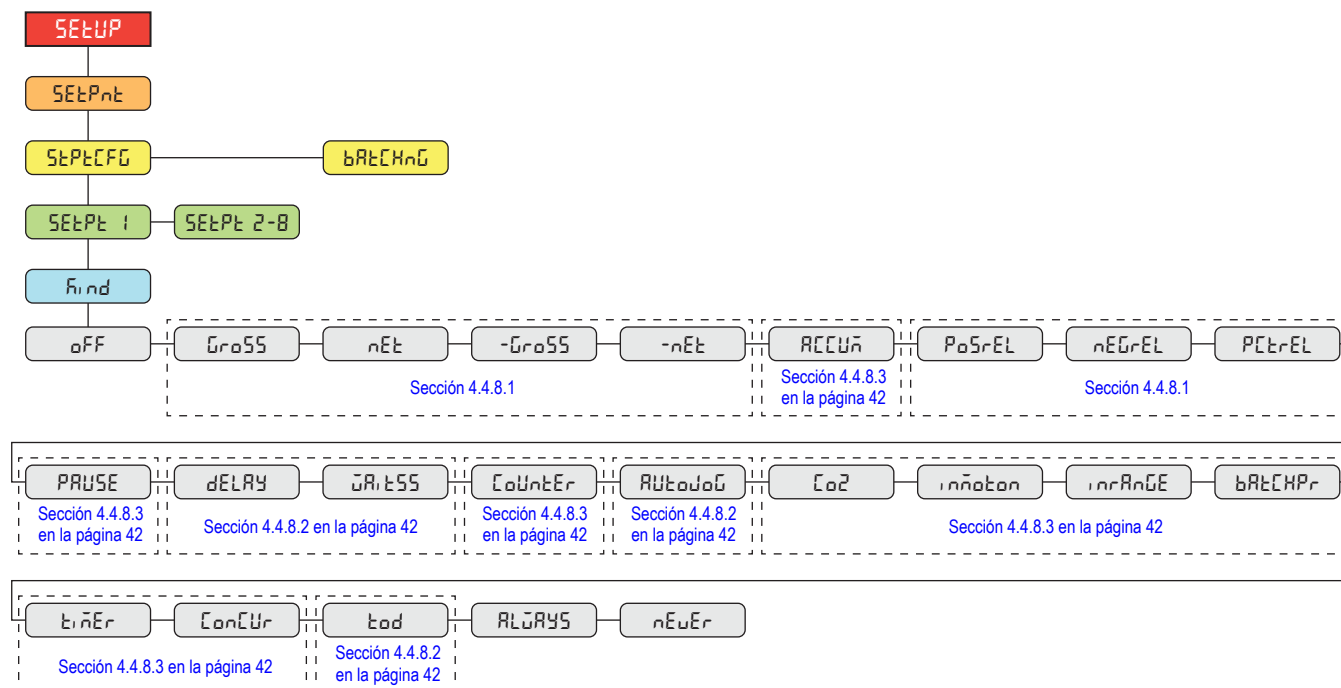 SEtUP
SEtPnt
StPtCFG
bAtCHnG
SEtPt 1
SEtPt 2-8
Kind
oFF
GroSS
nEt
-GroSS
-nEt
ACCUM
PoSrEL
nEGrEL
PCtrEL
Sección 4.4.8.1
Sección 4.4.8.3
en la página 42
Sección 4.4.8.1
PAUSE
dELAY
WAitSS
CoUntEr
AUtoJoG
CoZ
inMoton
inrAnGE
bAtCHPr
Sección 4.4.8.3
en la página 42
Sección 4.4.8.2 en la página 42
Sección 4.4.8.3
en la página 42
Sección 4.4.8.2
en la página 42
Sección 4.4.8.3 en la página 42
tiMEr
ConCUr
tod
ALWAYS
nEvEr
Sección 4.4.8.3 en la página 42
Sección 4.4.8.2
en la página 42